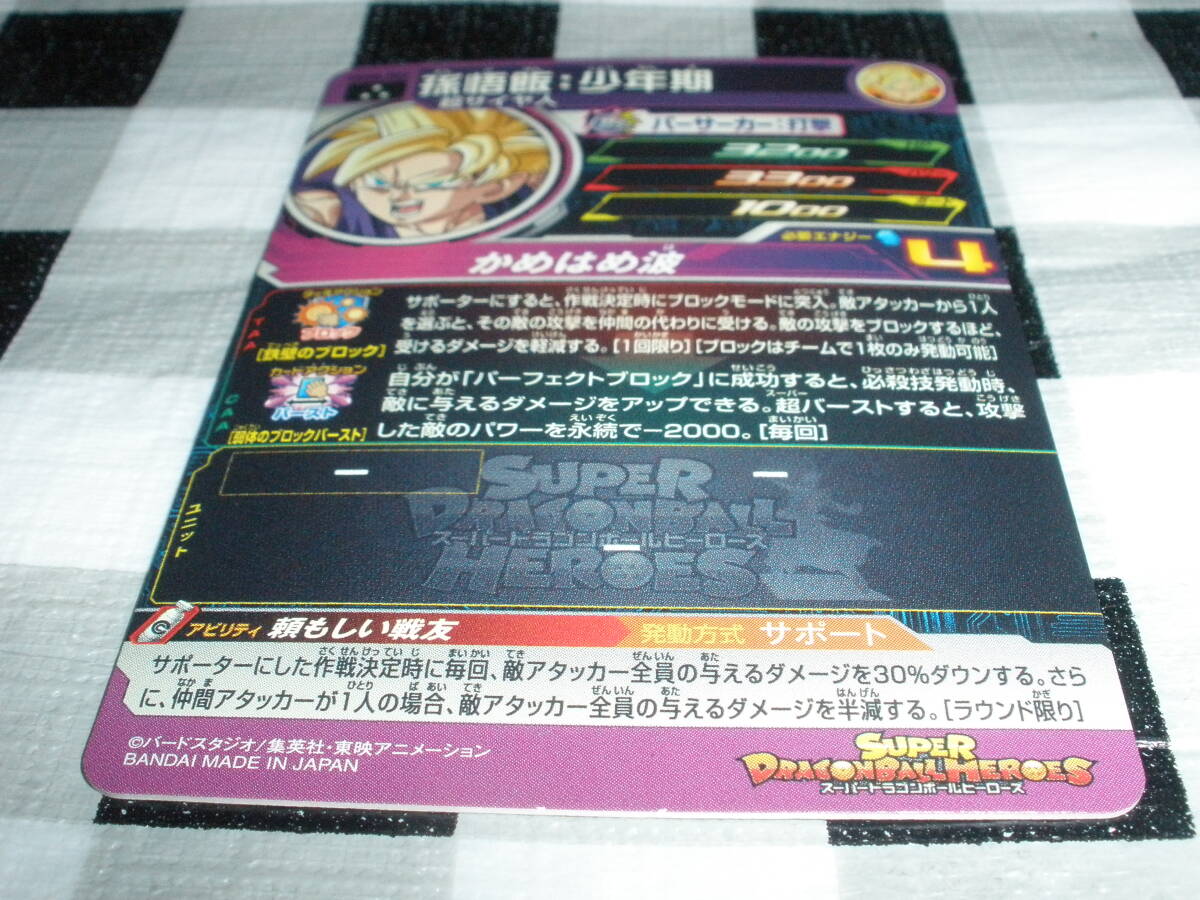 孫悟飯:少年期
超サイヤ人
バーサーカー:打撃
3200
3300
1000
必要エナジー 4
かめはめ波
TAA
ブロック
[鉄壁のブロック]
サポーターにすると、作戦決定時にブロックモードに突入。敵アタッカーから1人
を選ぶと、その敵の攻撃を仲間の代わりに受ける。敵の攻撃をブロックするほど、
受けるダメージを軽減する。[1回限り][ブロックはチームで1枚のみ発動可能]
CAA
カードアクション
バースト
[鋼体のブロックバースト]
自分が「パーフェクトブロック」に成功すると、必殺技発動時、
敵に与えるダメージをアップできる。超バーストすると、攻撃
した敵のパワーを永続で-2000。[毎回]
ユニット
SUPER
DRAGONBALL
スーパードラゴンボールヒーローズ
HEROES
アビリティ 頼もしい戦友 発動方式 サポート
サポーターにした作戦決定時に毎回、敵アタッカー全員の与えるダメージを30%ダウンする。さら
に、仲間アタッカーが1人の場合、敵アタッカー全員の与えるダメージを半減する。[ラウンド限り]
©バードスタジオ/集英社・東映アニメーション
BANDAI MADE IN JAPAN
SUPER
DRAGONBALL HEROES
スーパードラゴンボールヒーローズ